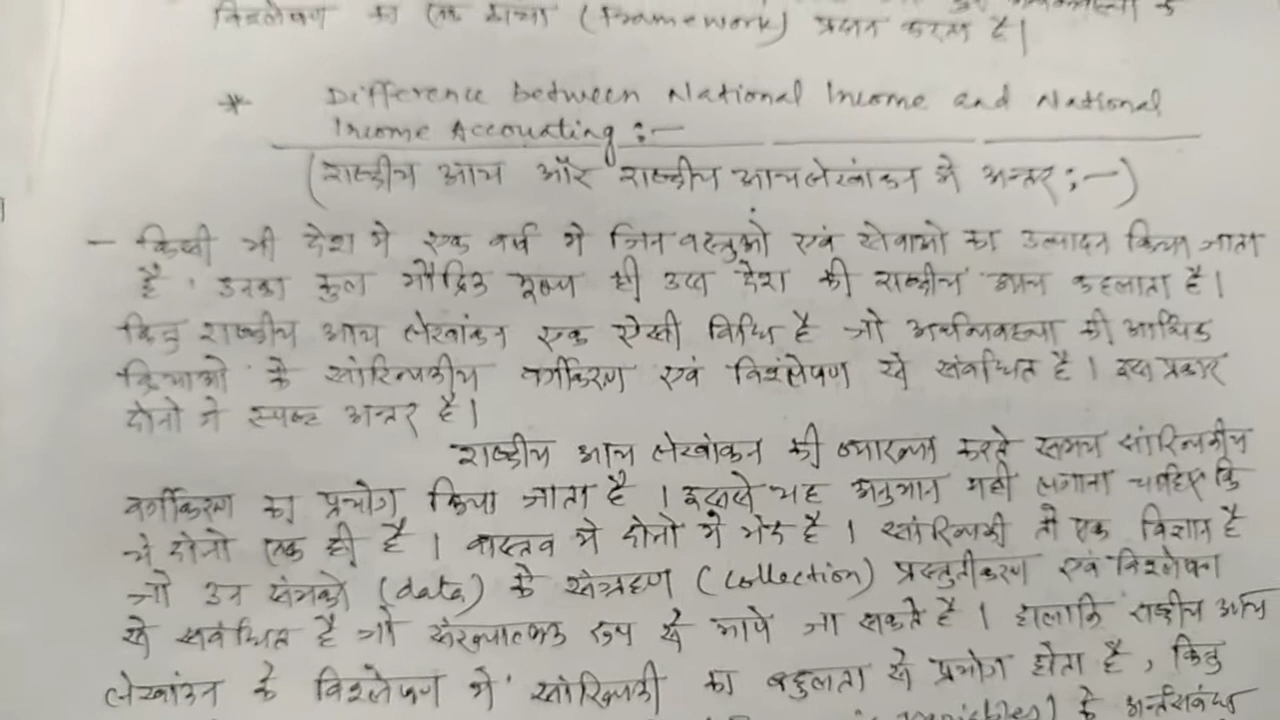 विश्लेषण का एक ढाँचा (Framework) प्रदान करता है।
* Difference between National Income and National
Income Accounting :—
(राष्ट्रीय आय और राष्ट्रीय आय लेखांकन में अन्तर :—)
– किसी भी देश में एक वर्ष में जिन वस्तुओं एवं सेवाओं का उत्पादन किया जाता
है, उनका कुल मौद्रिक मूल्य ही उस देश की राष्ट्रीय आय कहलाता है।
किन्तु राष्ट्रीय आय लेखांकन एक ऐसी विधि है जो अर्थव्यवस्था की आर्थिक
क्रियाओं के सांख्यिकीय वर्गीकरण एवं विश्लेषण से संबंधित है। इस प्रकार
दोनों में स्पष्ट अन्तर है।
राष्ट्रीय आय लेखांकन की व्याख्या करते समय सांख्यिकीय
वर्गीकरण का प्रयोग किया जाता है। इससे यह अनुमान नहीं लगाना चाहिए कि
ये दोनों एक ही है। वास्तव में दोनों में भेद है। सांख्यिकी तो एक विज्ञान है
जो उन संमको (data) के संग्रहण (Collection) प्रस्तुतीकरण एवं विश्लेषण
से संबंधित है जो संख्यात्मक रूप से मापे जा सकते है। हालाकि राष्ट्रीय आय
लेखांकन के विश्लेषण में सांख्यिकी का बहुलता से प्रयोग होता है, किन्तु
के अर्न्तसंबंध